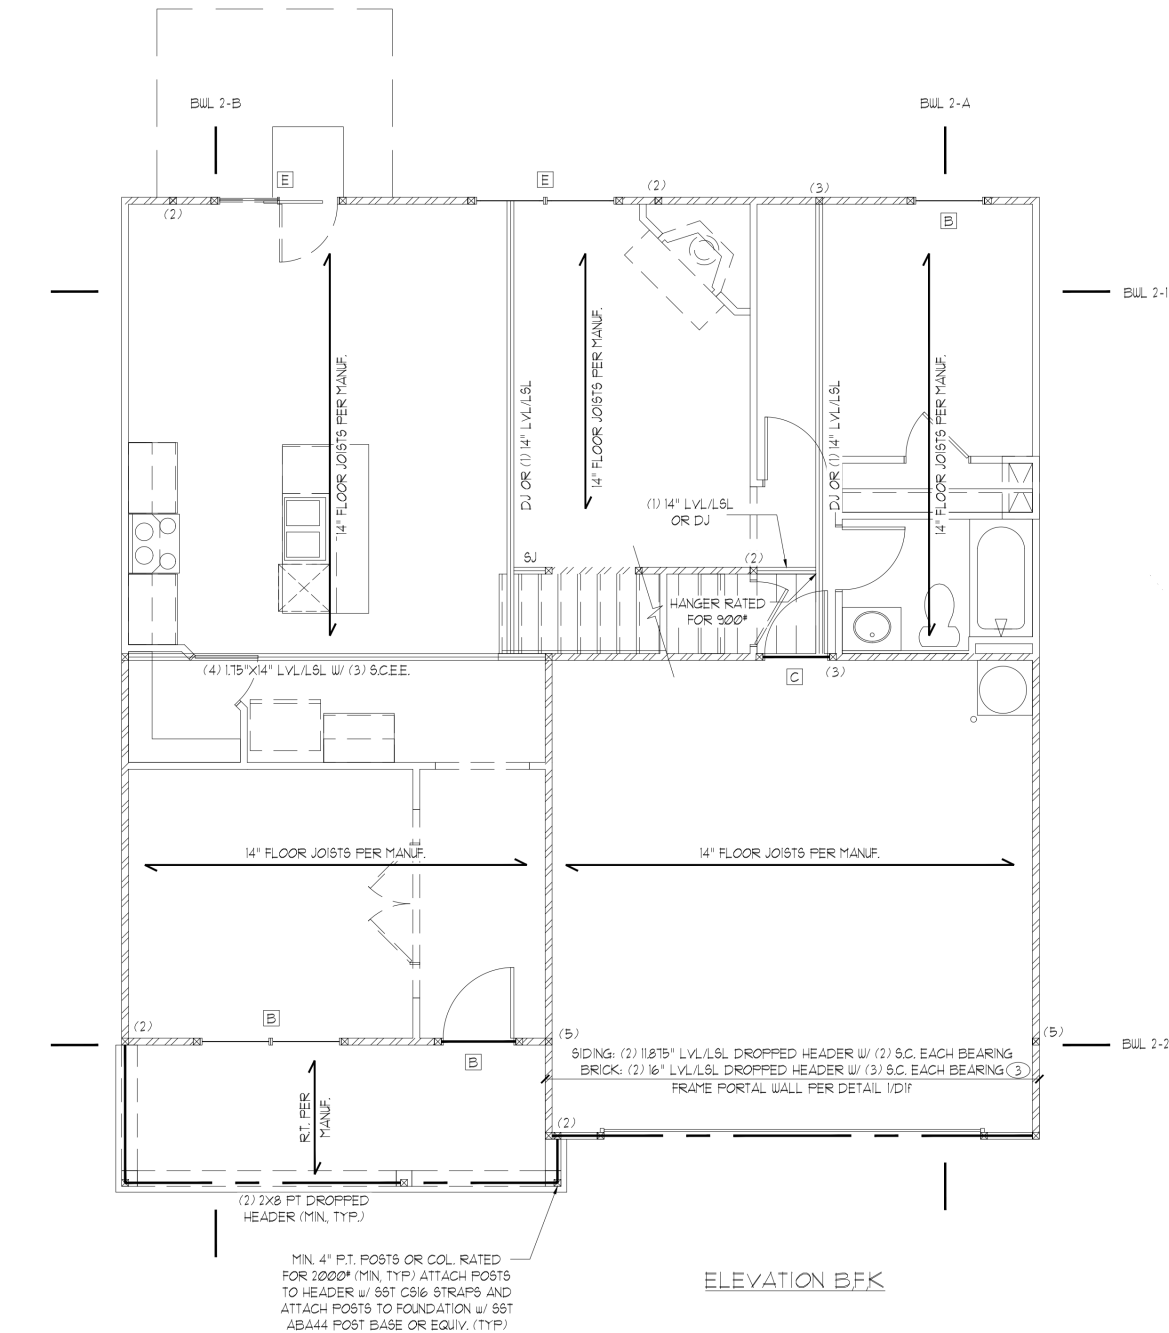 BWL 2-B
BWL 2-A
E
E
(2)
(3)
(2)
B
BWL 2-1
14" FLOOR JOISTS PER MANUF.
14" FLOOR JOISTS PER MANUF.
DJ OR (1) 14" LVL/LSL
DJ OR (1) 14" LVL/LSL
14" FLOOR JOISTS PER MANUF.
(1) 14" LVL/LSL
OR DJ
SJ
(2)
HANGER RATED
FOR 900#
(4) 1.75"X14" LVL/LSL W/ (3) S.C.E.E.
C
(3)
14" FLOOR JOISTS PER MANUF.
14" FLOOR JOISTS PER MANUF.
(2)
B
B
(5)
(5)
BWL 2-2
SIDING: (2) 11.875" LVL/LSL DROPPED HEADER W/ (2) S.C. EACH BEARING
BRICK: (2) 16" LVL/LSL DROPPED HEADER W/ (3) S.C. EACH BEARING
3
FRAME PORTAL WALL PER DETAIL 1/D1f
R.T. PER
MANUF.
(2)
(2) 2X8 PT DROPPED
HEADER (MIN., TYP.)
MIN. 4" P.T. POSTS OR COL. RATED
FOR 2000# (MIN, TYP) ATTACH POSTS
TO HEADER w/ SST CS16 STRAPS AND
ATTACH POSTS TO FOUNDATION w/ SST
ABA44 POST BASE OR EQUIV. (TYP)
ELEVATION B,F,K